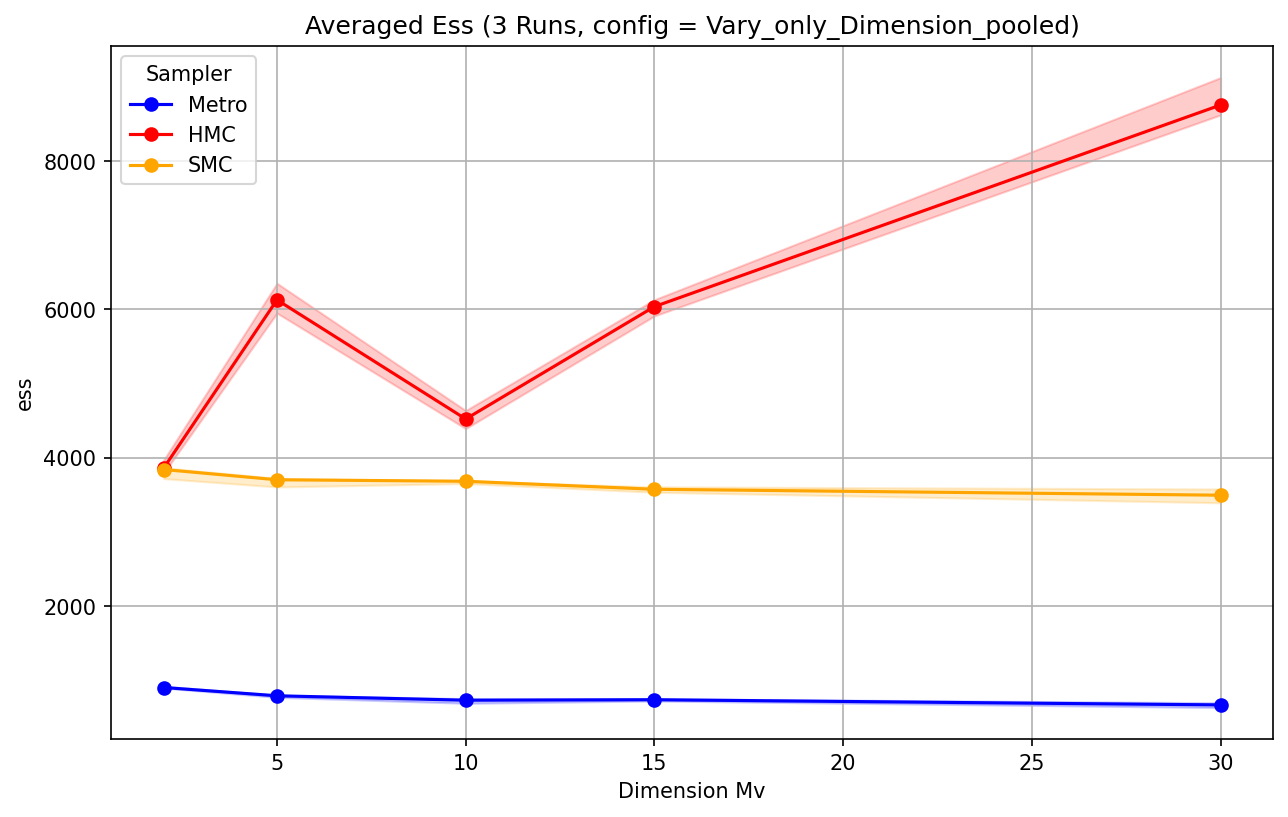 Averaged Ess (3 Runs, config = Vary_only_Dimension_pooled)
Sampler
Metro
HMC
SMC
8000
6000
4000
2000
ess
5 10 15 20 25 30
Dimension Mv